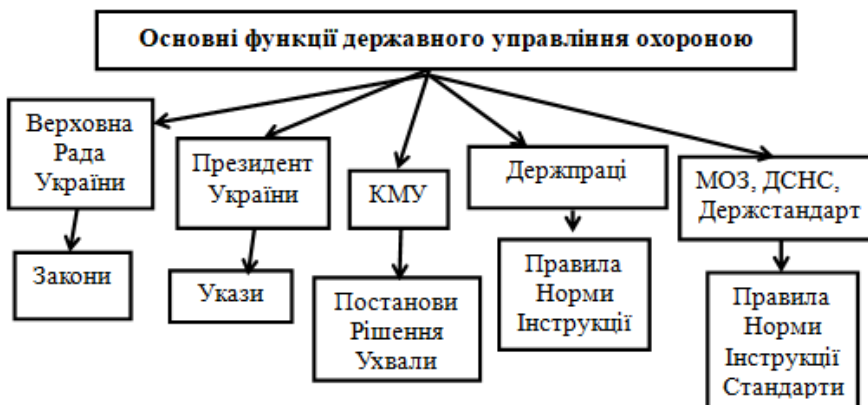 Основні функції державного управління охороною
Верховна
Рада
України
Президент
України
КМУ
Держпраці
МОЗ, ДСНС,
Держстандарт
Закони
Укази
Постанови
Рішення
Ухвали
Правила
Норми
Інструкції
Правила
Норми
Інструкції
Стандарти